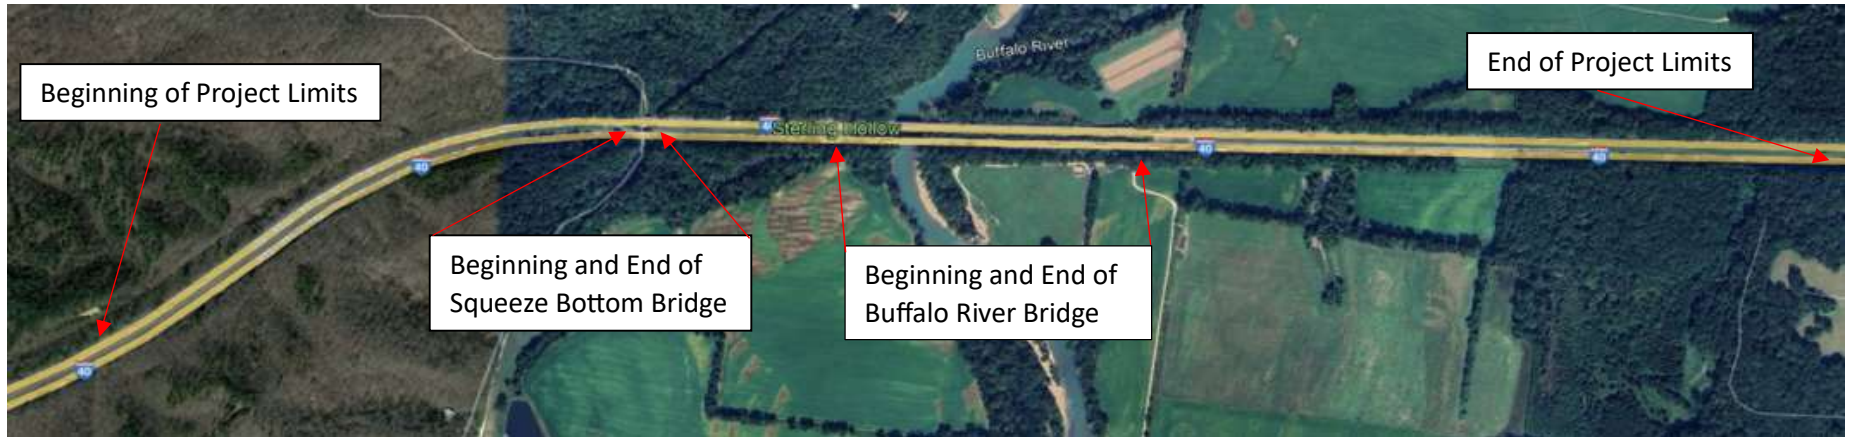 Buffalo River
End of Project Limits
Beginning of Project Limits
40
Sterling Hollow
40
40
40
Beginning and End of
Squeeze Bottom Bridge
Beginning and End of
Buffalo River Bridge
40